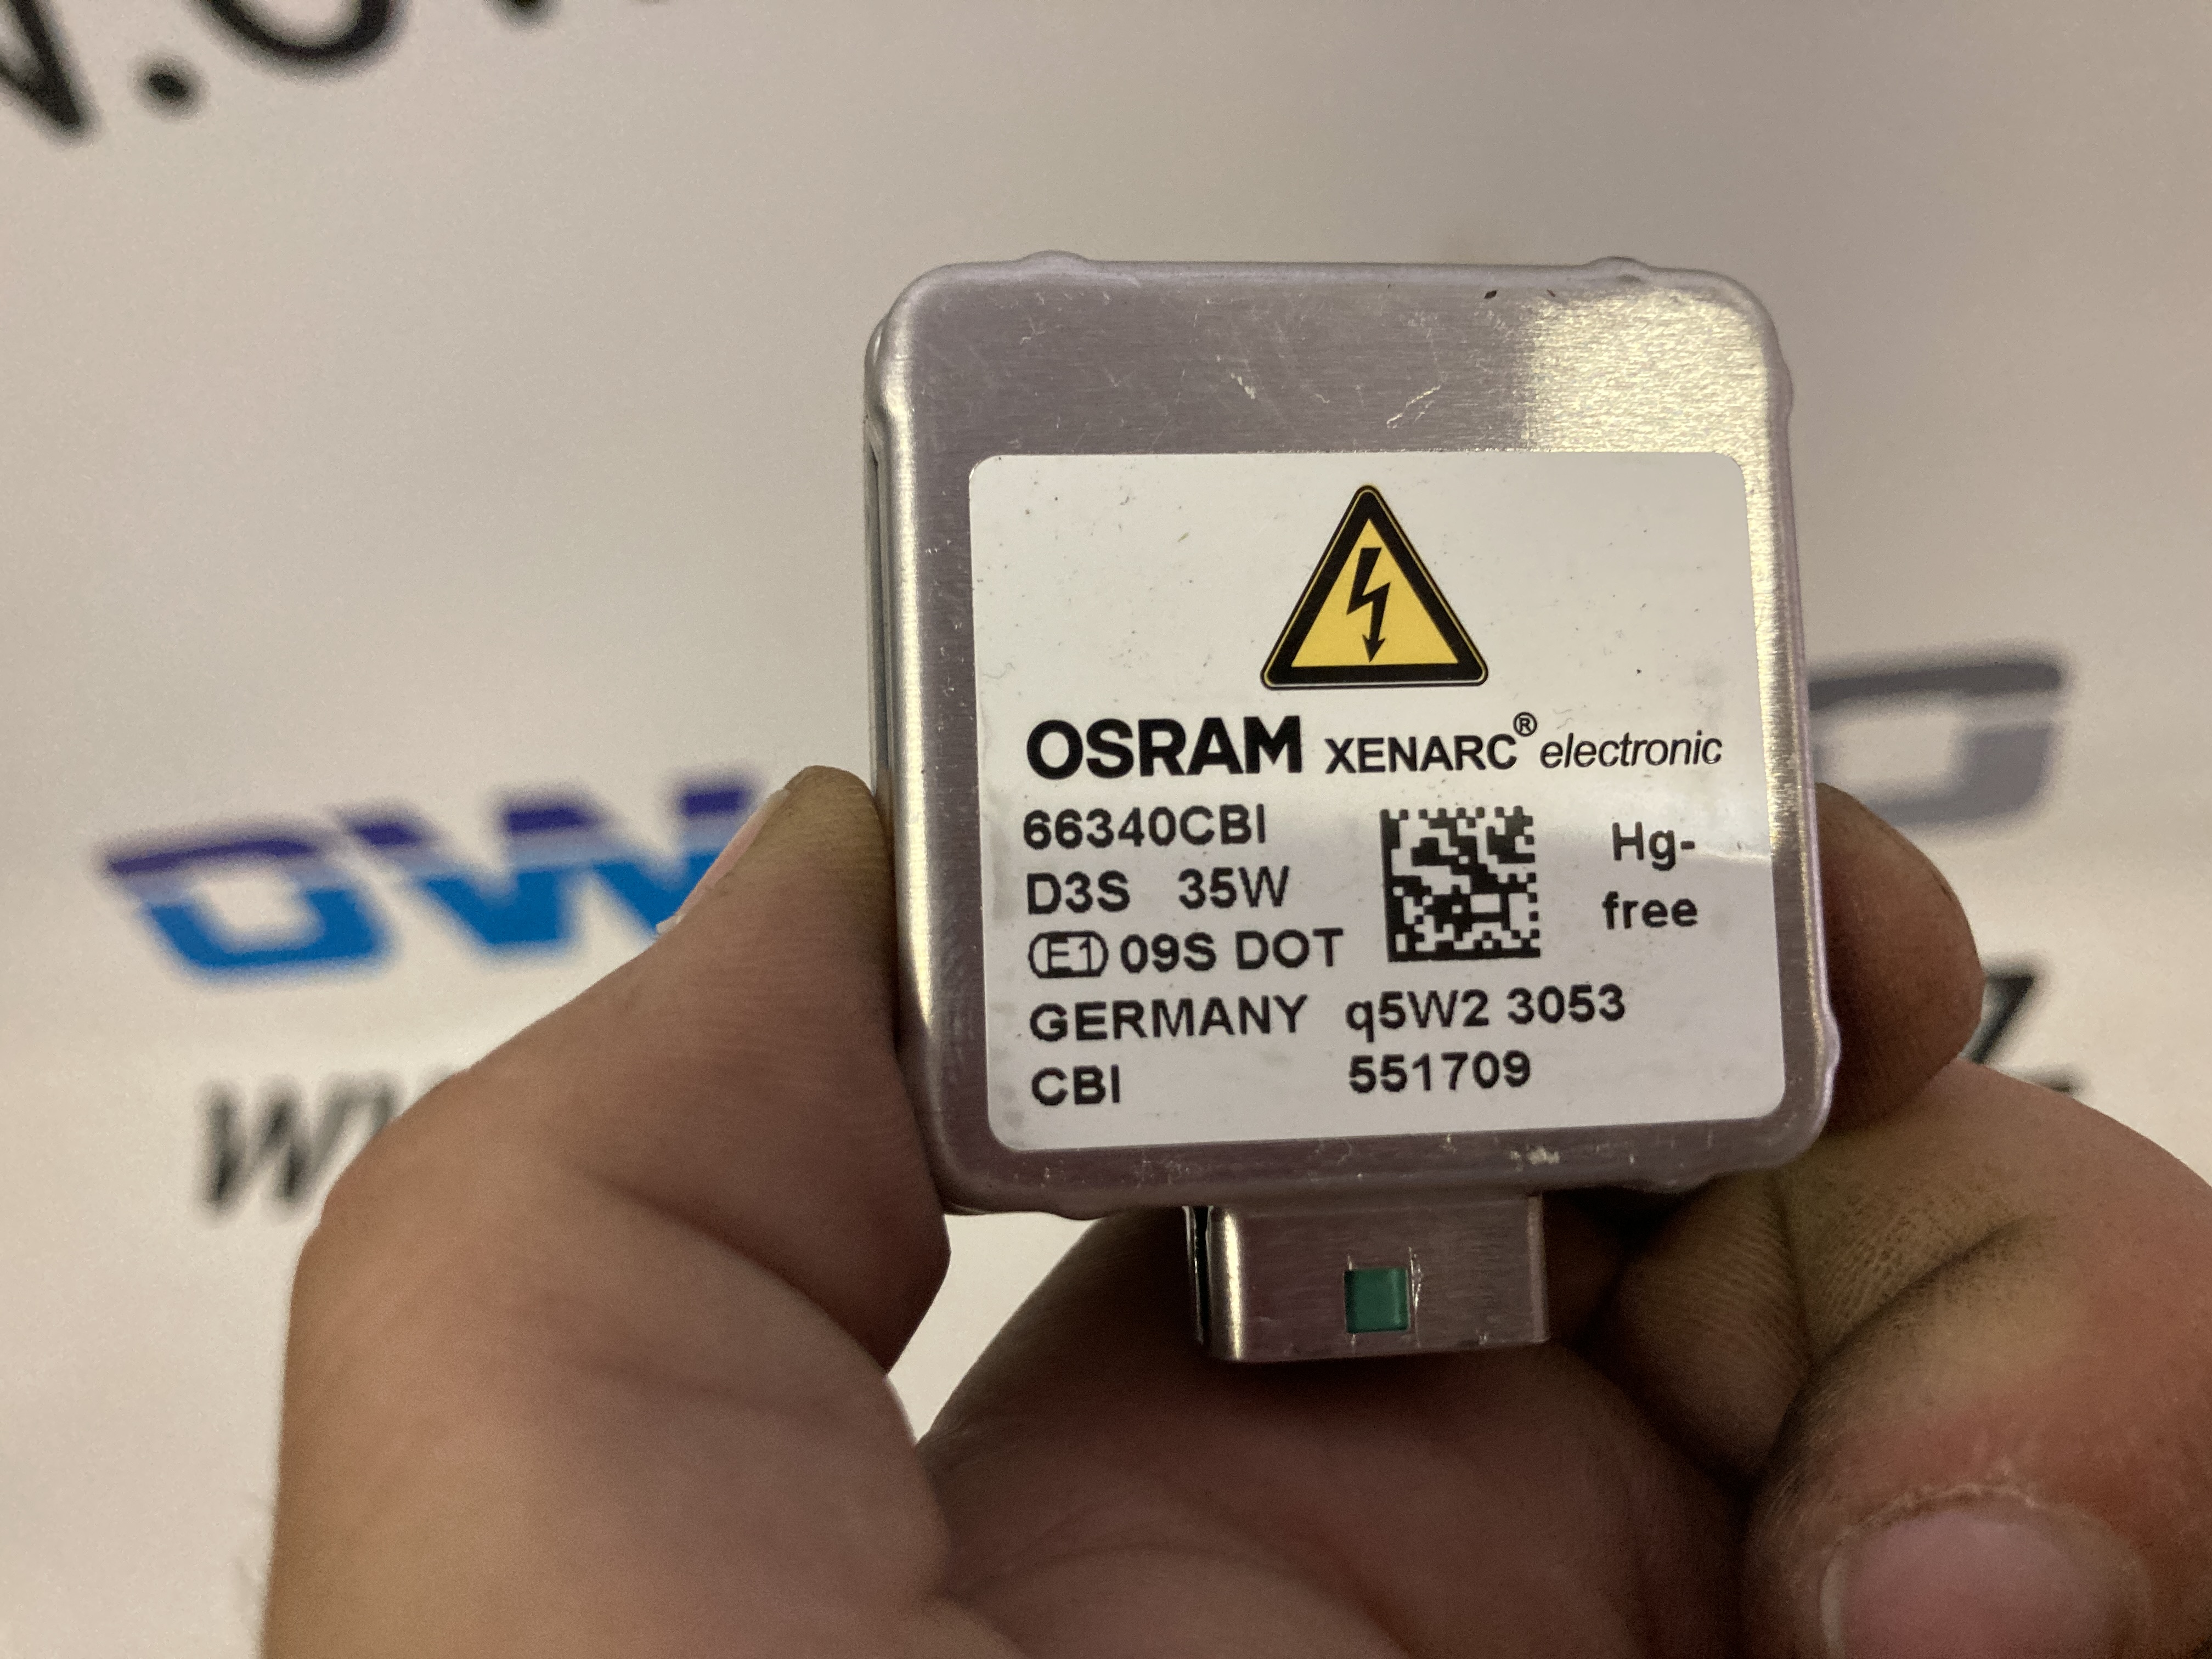 OSRAM XENARC® electronic
66340CBI
D3S 35W
Hg-
free
E1 09S DOT
GERMANY q5W2 3053
CBI 551709